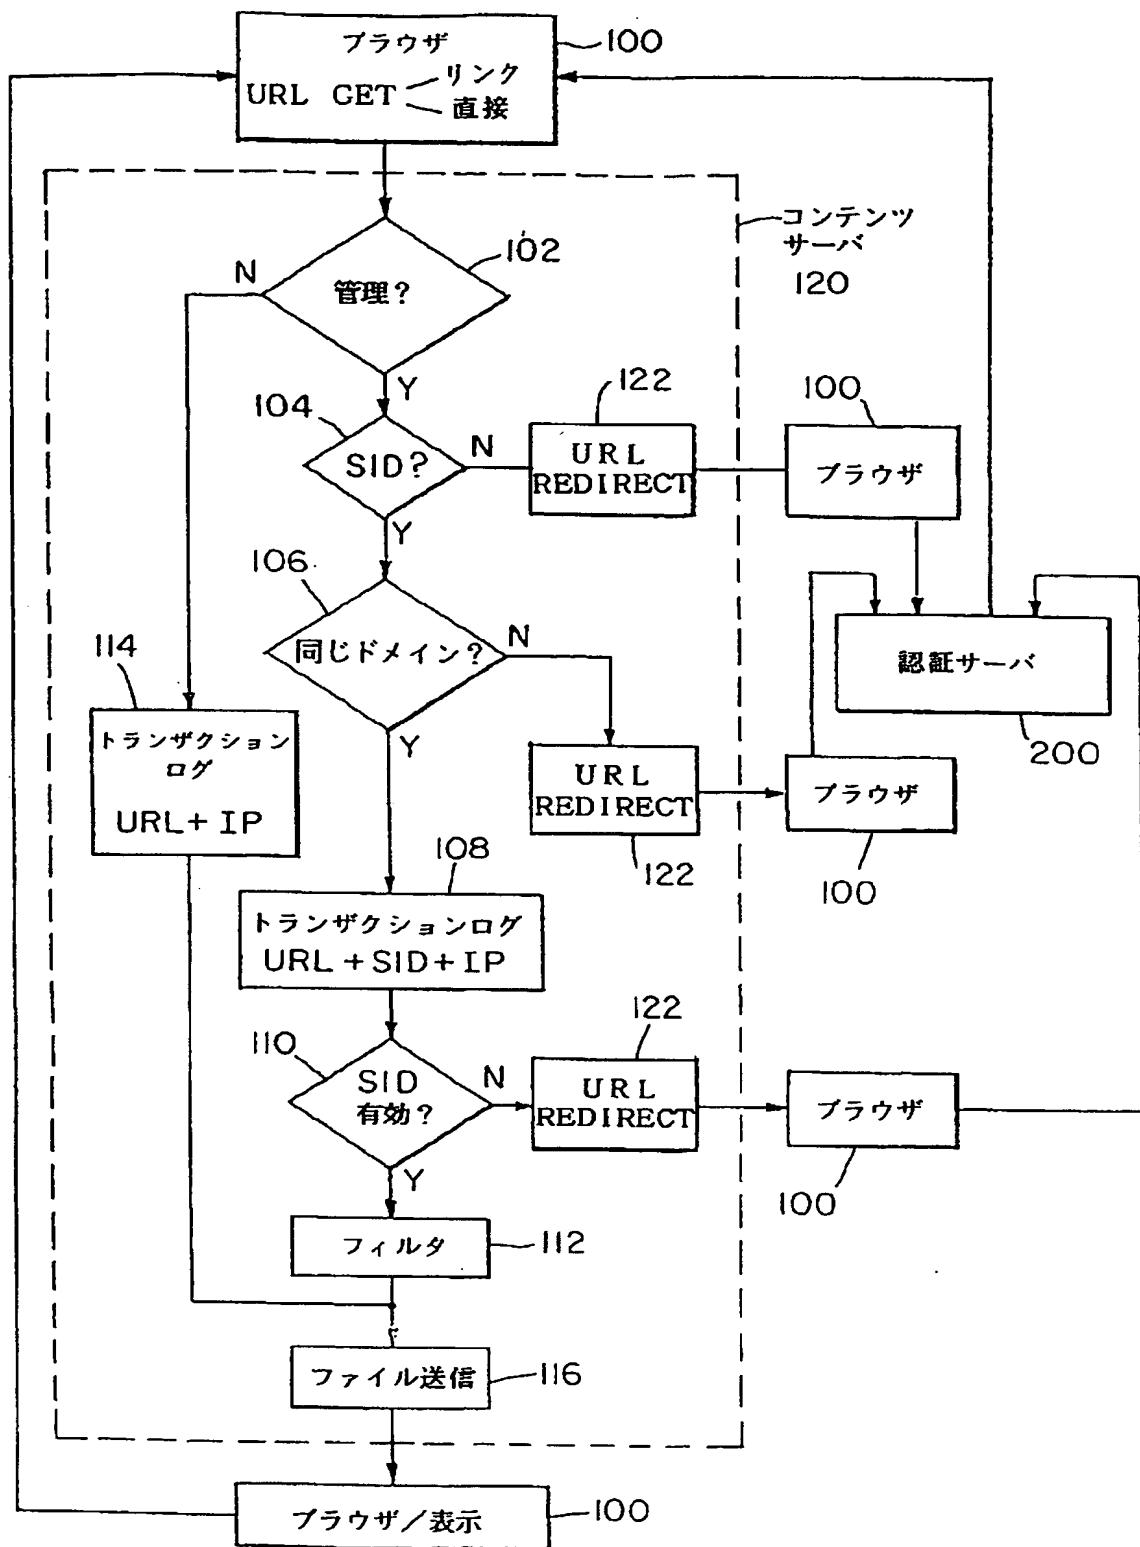 ブラウザ
100
URL GET
リンク
直接
コンテンツ
サーバ
120
102
管理?
N
Y
104
SID?
N
Y
122
URL
REDIRECT
100
ブラウザ
106
同じドメイン?
N
Y
認証サーバ
200
114
トランザクション
ログ
URL+IP
URL
REDIRECT
122
ブラウザ
100
108
トランザクションログ
URL+SID+IP
110
SID
有効?
N
Y
122
URL
REDIRECT
ブラウザ
100
フィルタ
112
ファイル送信
116
ブラウザ/表示
100